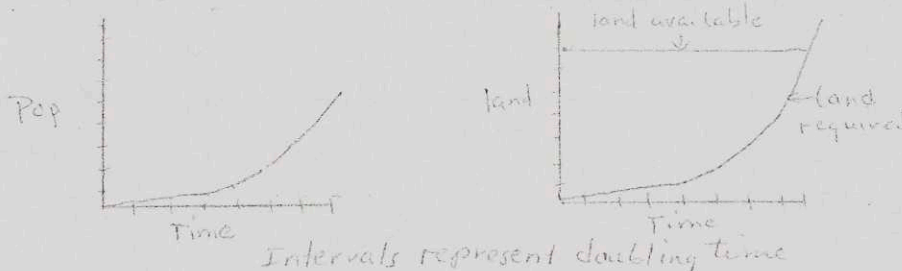 Pop
Time
land available
land
land
required
Time
Intervals represent doubling time